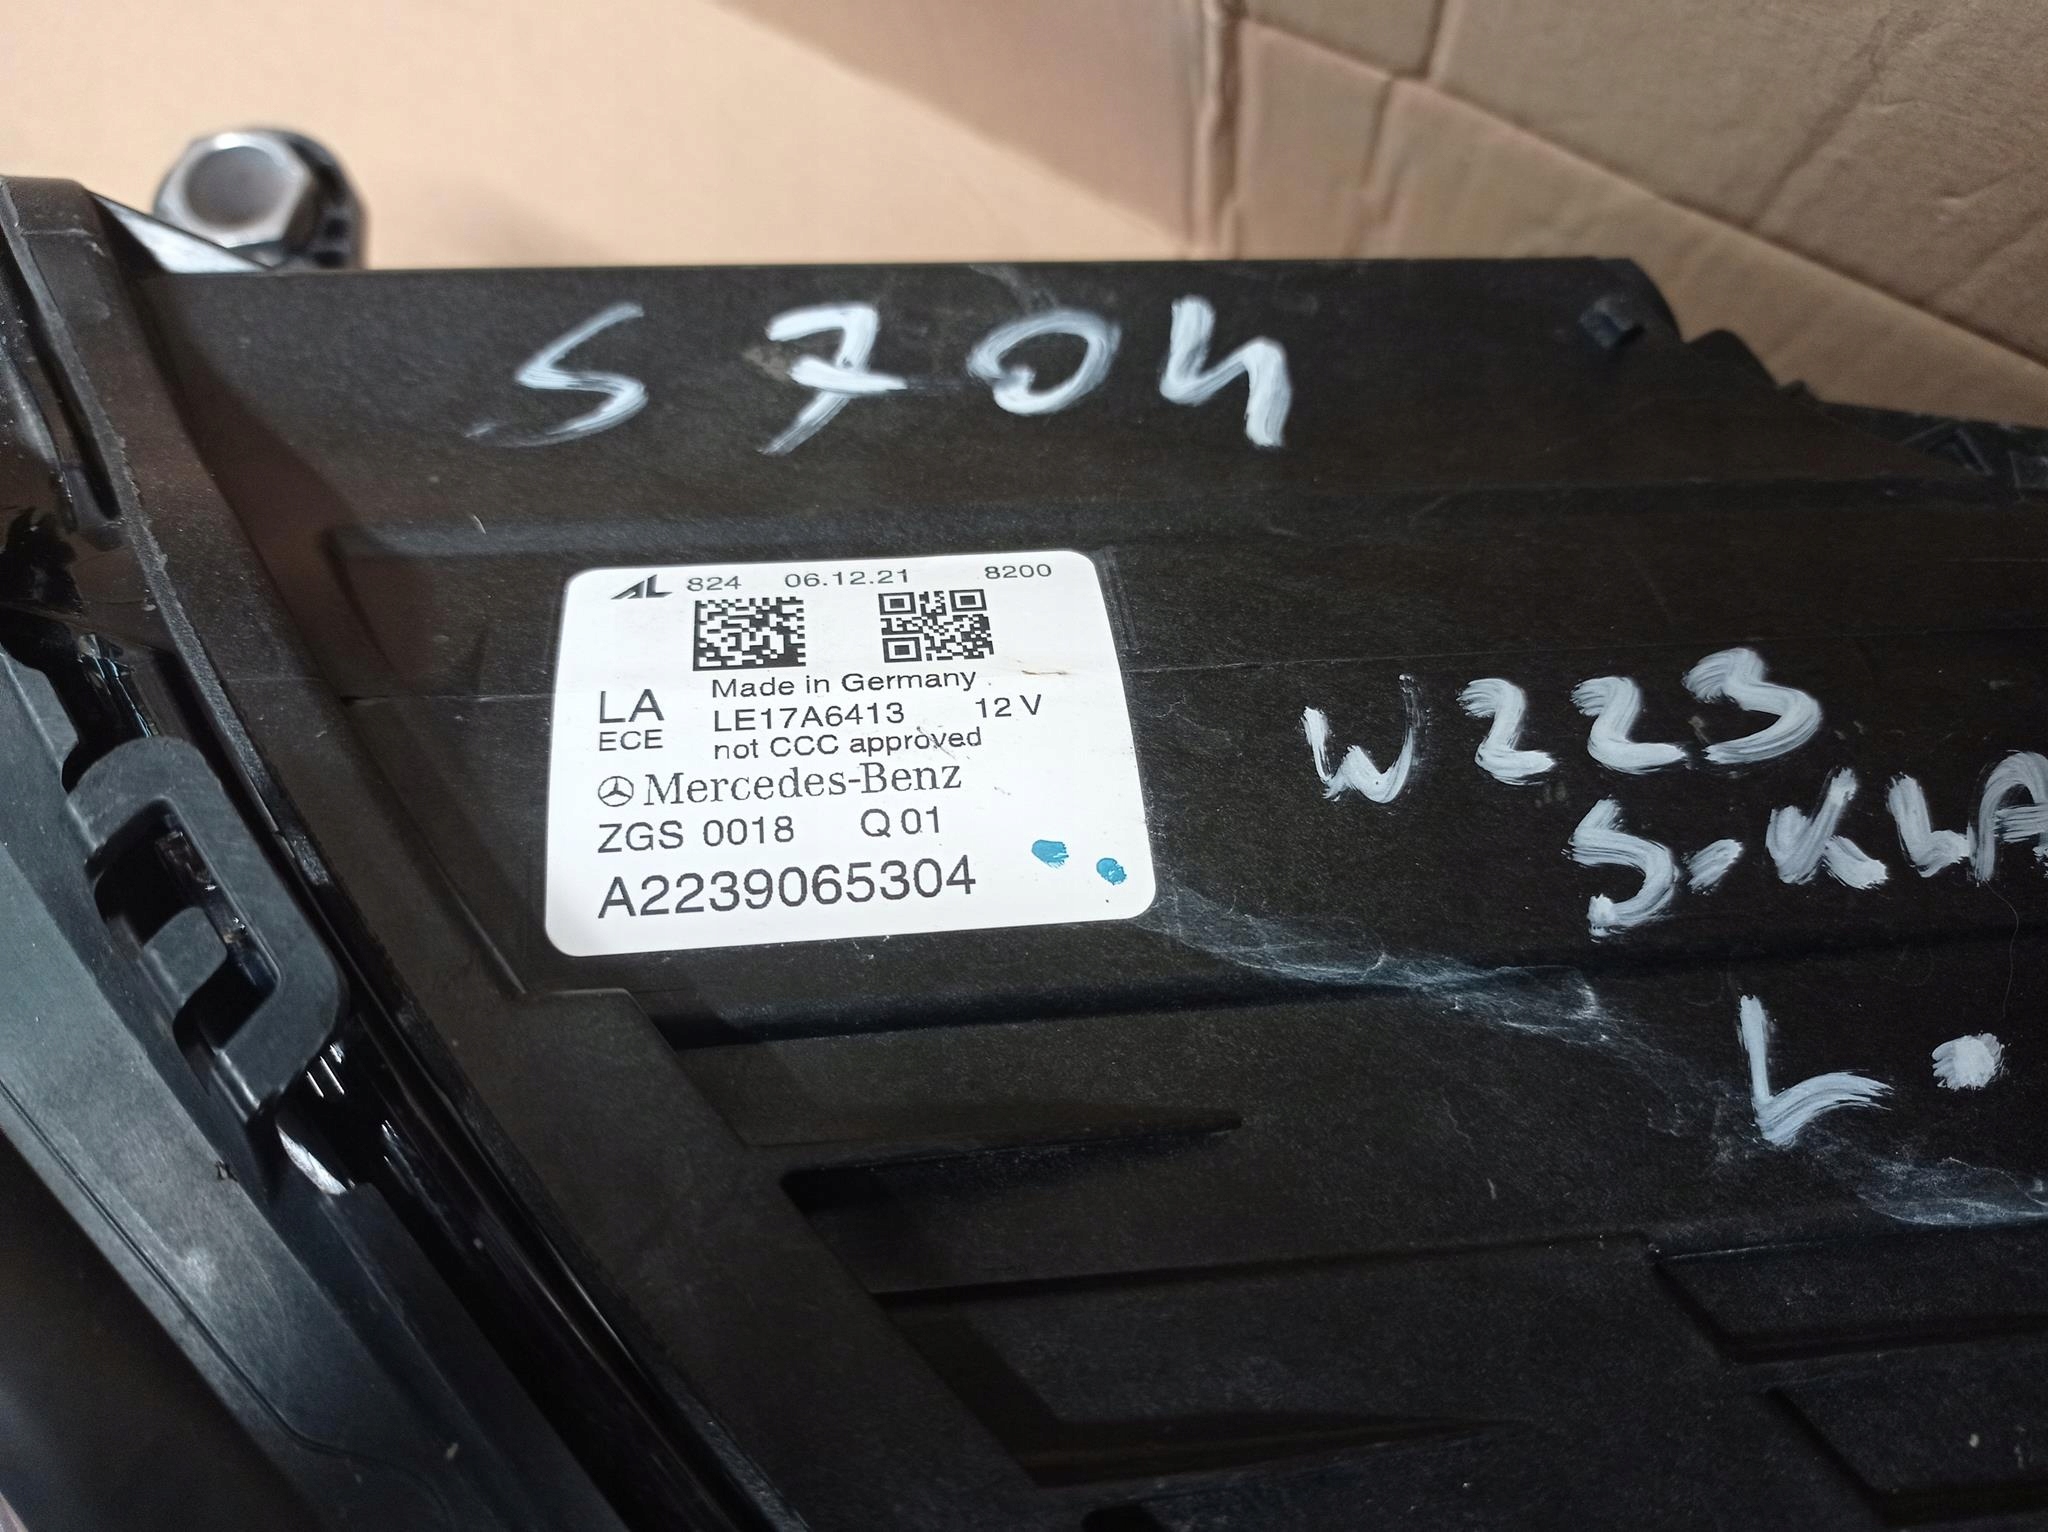 S704
AL 824 06.12.21 8200
Made in Germany
LA LE17A6413 12 V
ECE not CCC approved
Mercedes-Benz
ZGS 0018 Q 01
A2239065304
W223
S-KLA
L.